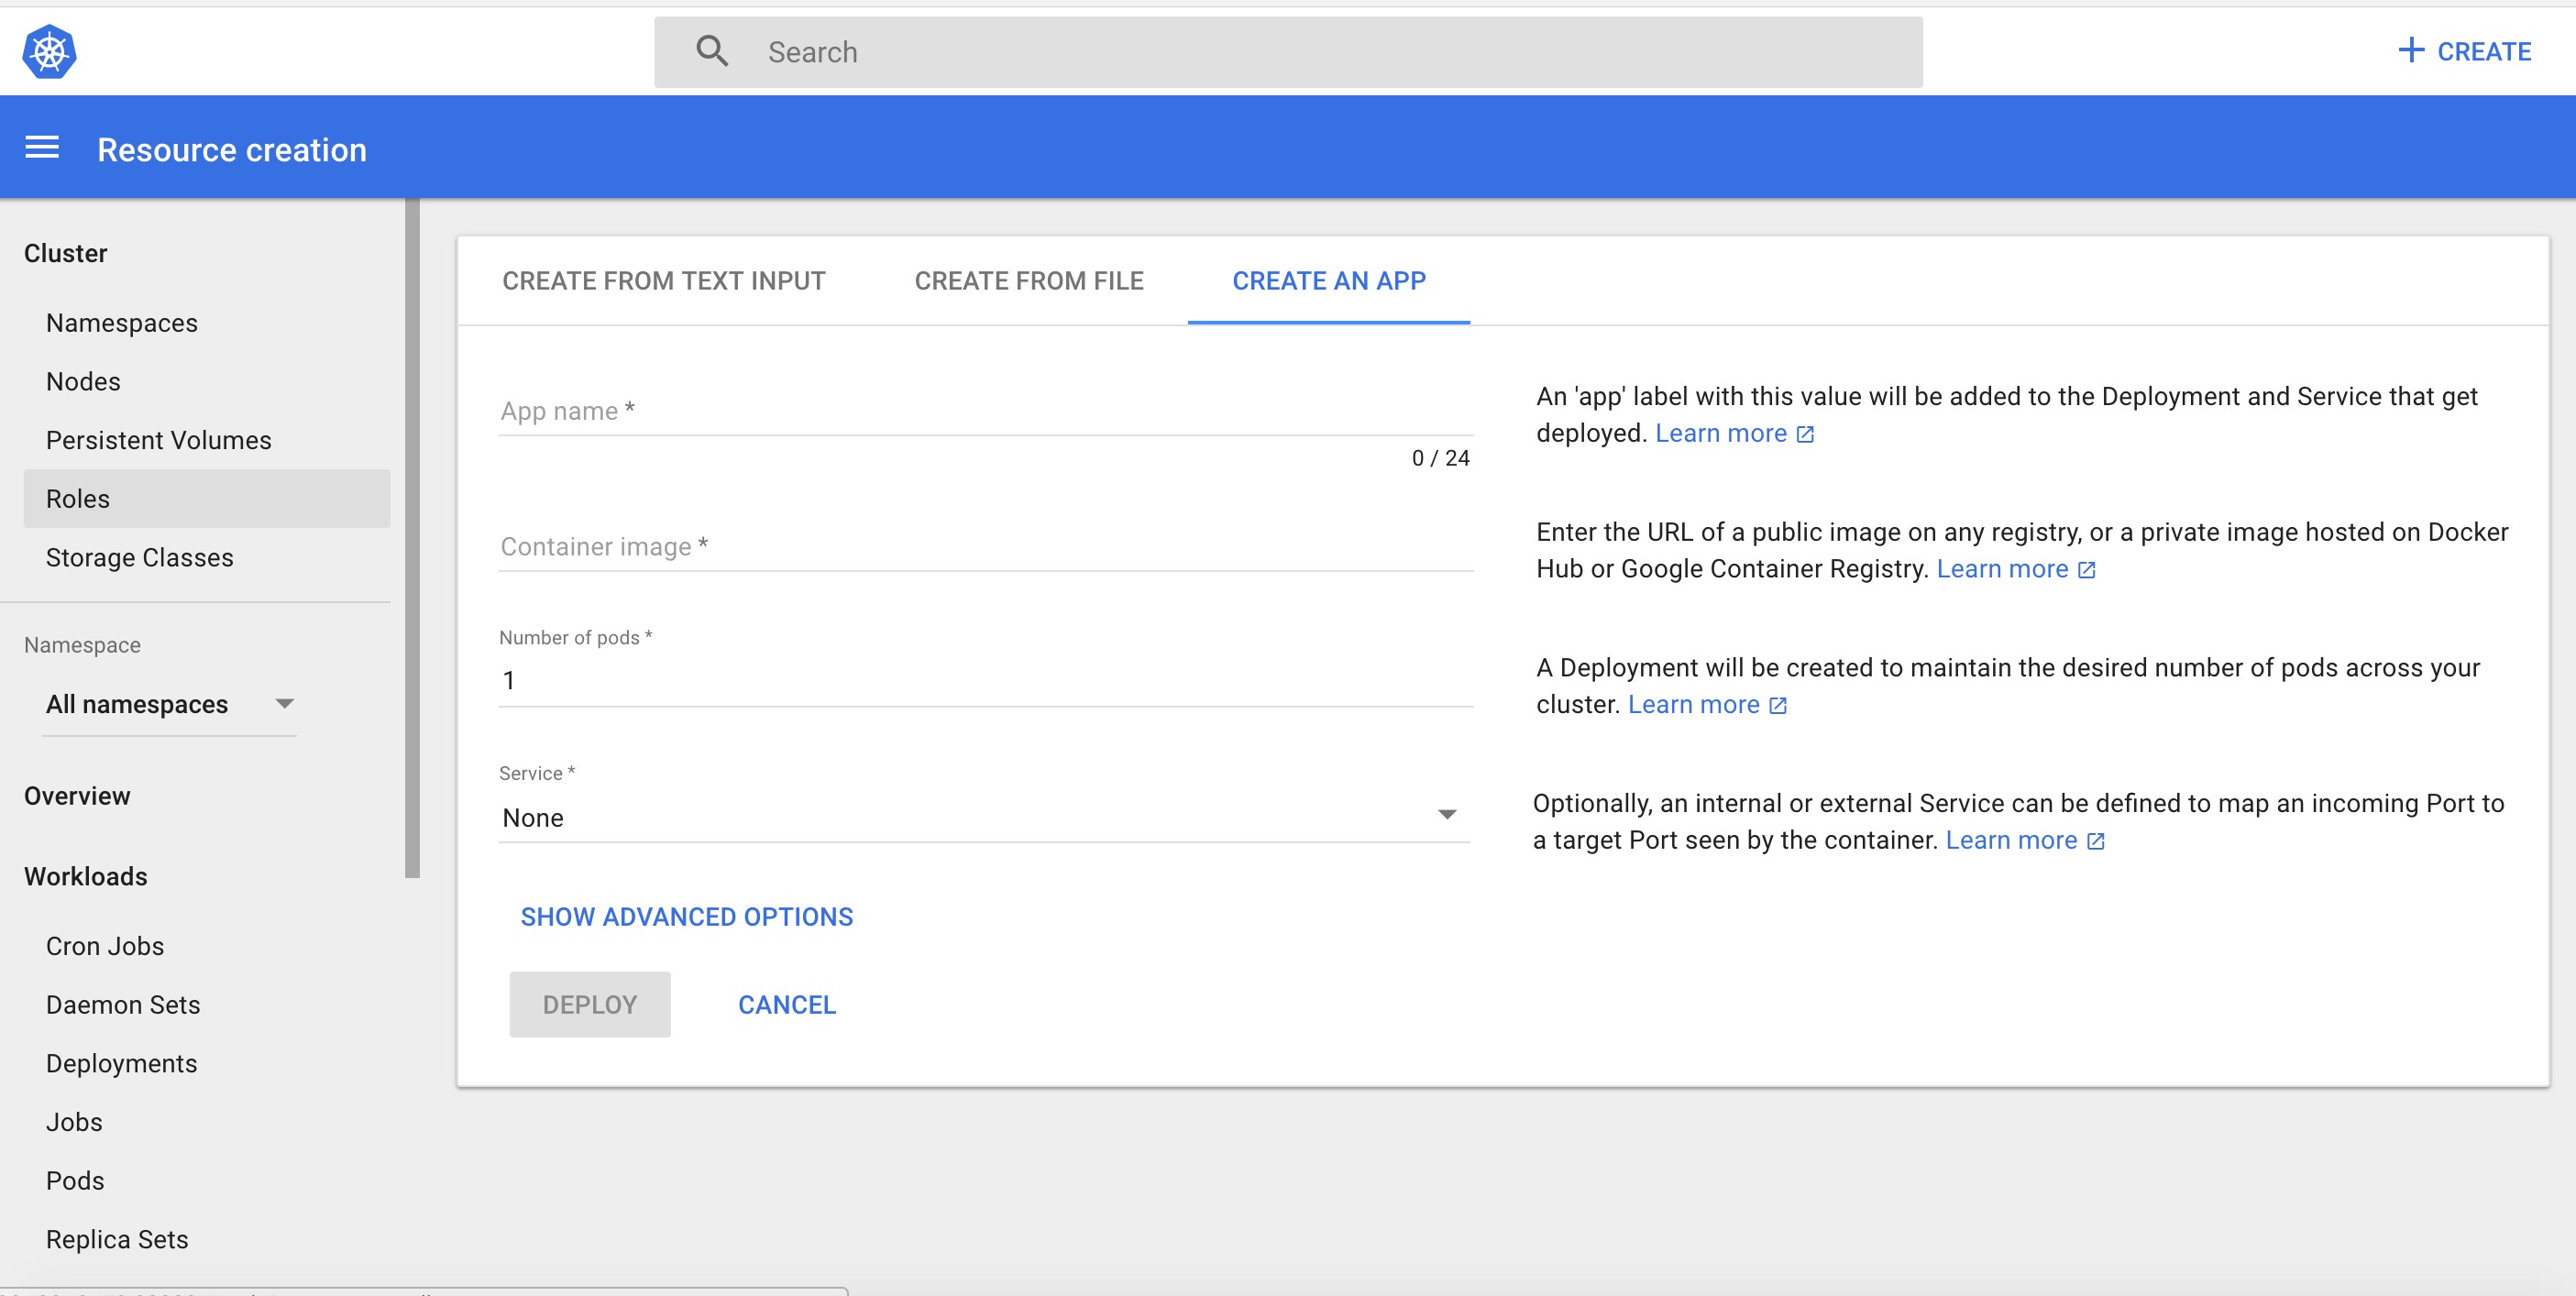 Search
CREATE
Resource creation
Cluster
Namespaces
Nodes
Persistent Volumes
Roles
Storage Classes
Namespace
All namespaces
Overview
Workloads
Cron Jobs
Daemon Sets
Deployments
Jobs
Pods
Replica Sets
CREATE FROM TEXT INPUT
CREATE FROM FILE
CREATE AN APP
App name *
0 / 24
An 'app' label with this value will be added to the Deployment and Service that get
deployed. Learn more
Container image *
Enter the URL of a public image on any registry, or a private image hosted on Docker
Hub or Google Container Registry. Learn more
Number of pods *
1
A Deployment will be created to maintain the desired number of pods across your
cluster. Learn more
Service *
None
Optionally, an internal or external Service can be defined to map an incoming Port to
a target Port seen by the container. Learn more
SHOW ADVANCED OPTIONS
DEPLOY
CANCEL